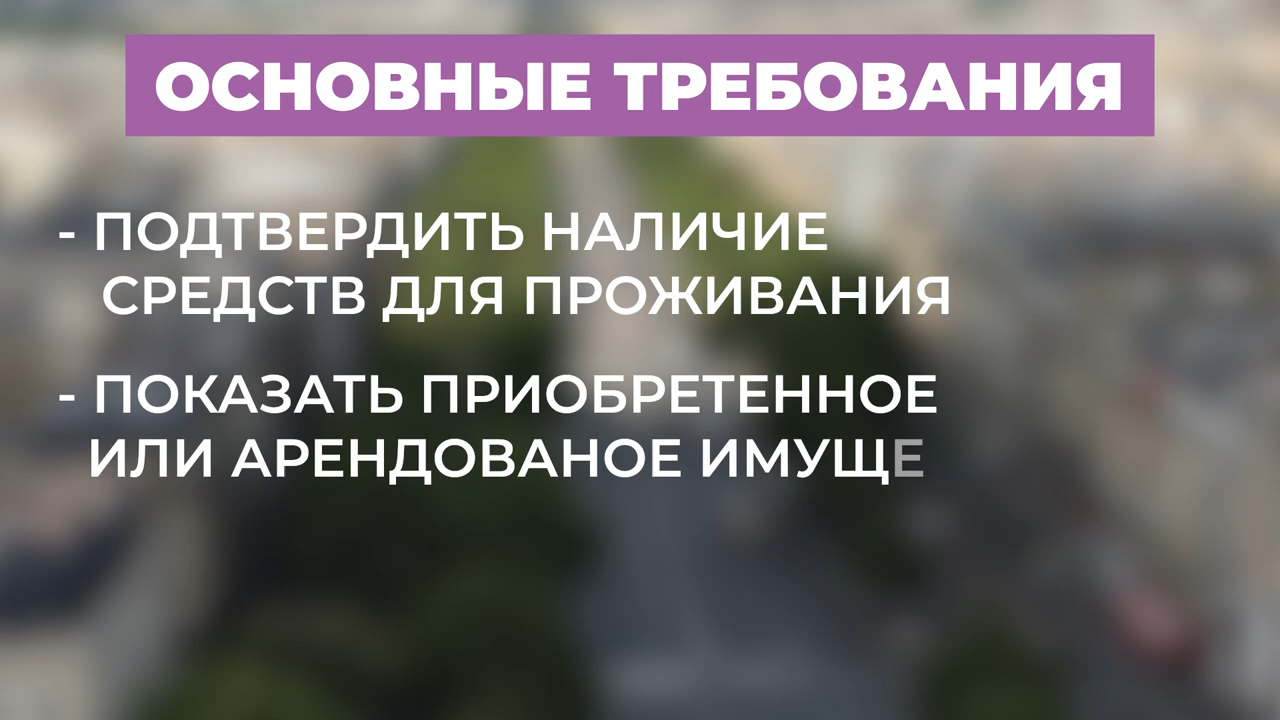 ОСНОВНЫЕ ТРЕБОВАНИЯ
- ПОДТВЕРДИТЬ НАЛИЧИЕ
СРЕДСТВ ДЛЯ ПРОЖИВАНИЯ
- ПОКАЗАТЬ ПРИОБРЕТЕННОЕ
ИЛИ АРЕНДОВАНОЕ ИМУЩЕ